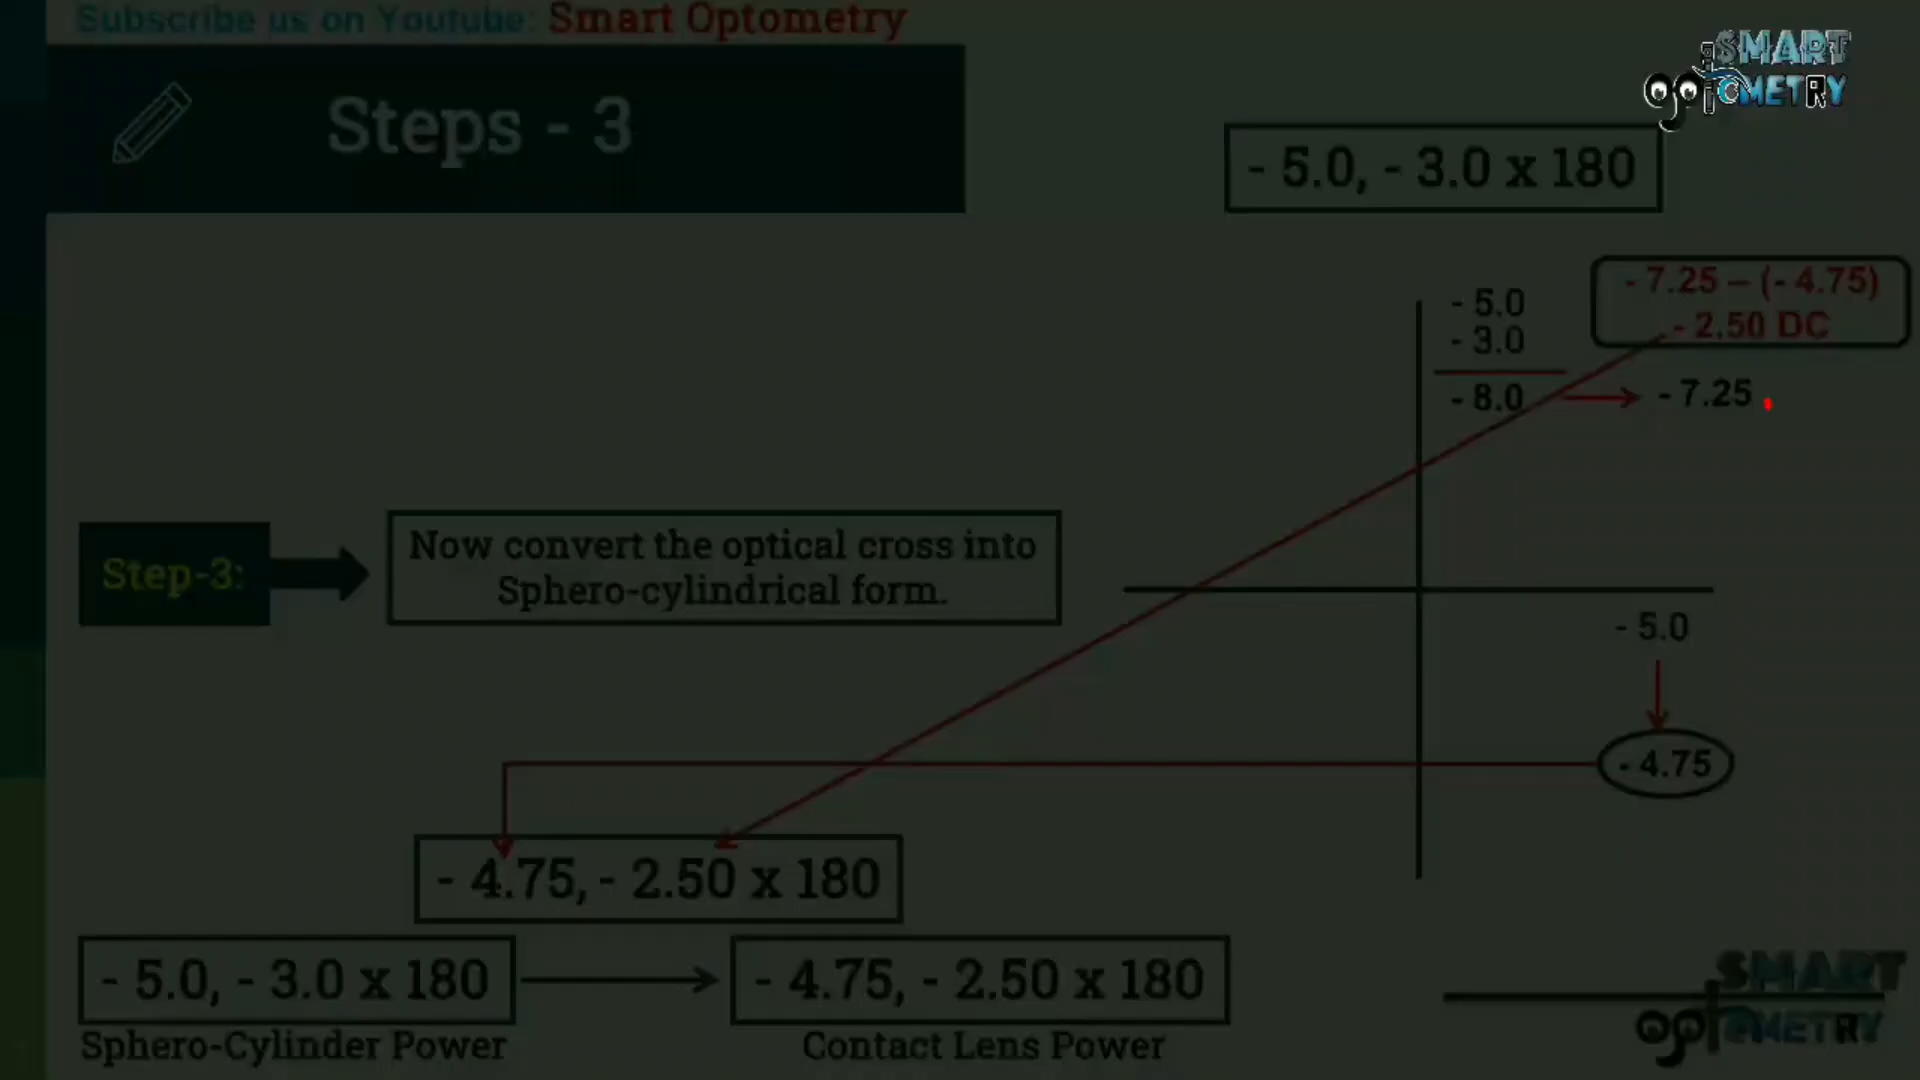 Subscribe us on Youtube: Smart Optometry
SMART
OPTOMETRY
Steps - 3
- 5.0, - 3.0 x 180
- 7.25 – (- 4.75)
- 2.50 DC
- 5.0
- 3.0
- 8.0
- 7.25
Step-3:
Now convert the optical cross into
Sphero-cylindrical form.
- 5.0
- 4.75
- 4.75, - 2.50 x 180
- 5.0, - 3.0 x 180
- 4.75, - 2.50 x 180
Sphero-Cylinder Power
Contact Lens Power
SMART
OPTOMETRY